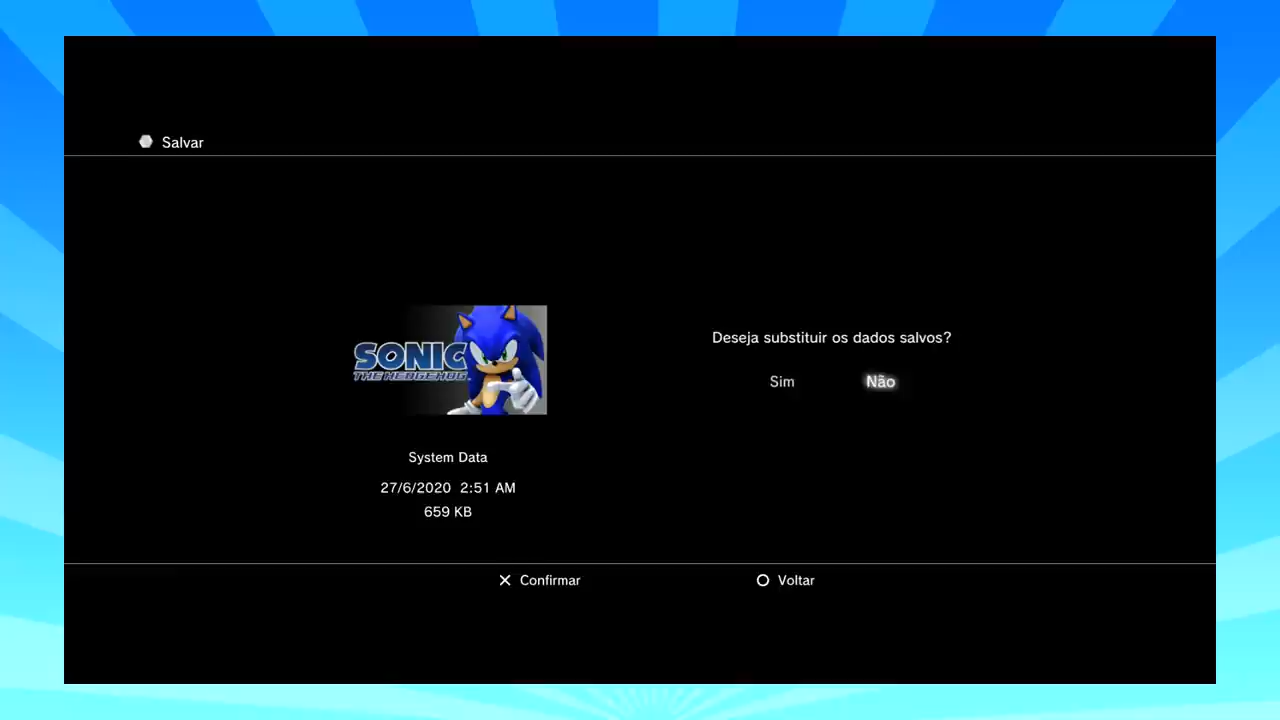 Salvar
SONIC
THE HEDGEHOG
Deseja substituir os dados salvos?
Sim Não
System Data
27/6/2020 2:51 AM
659 KB
Confirmar Voltar